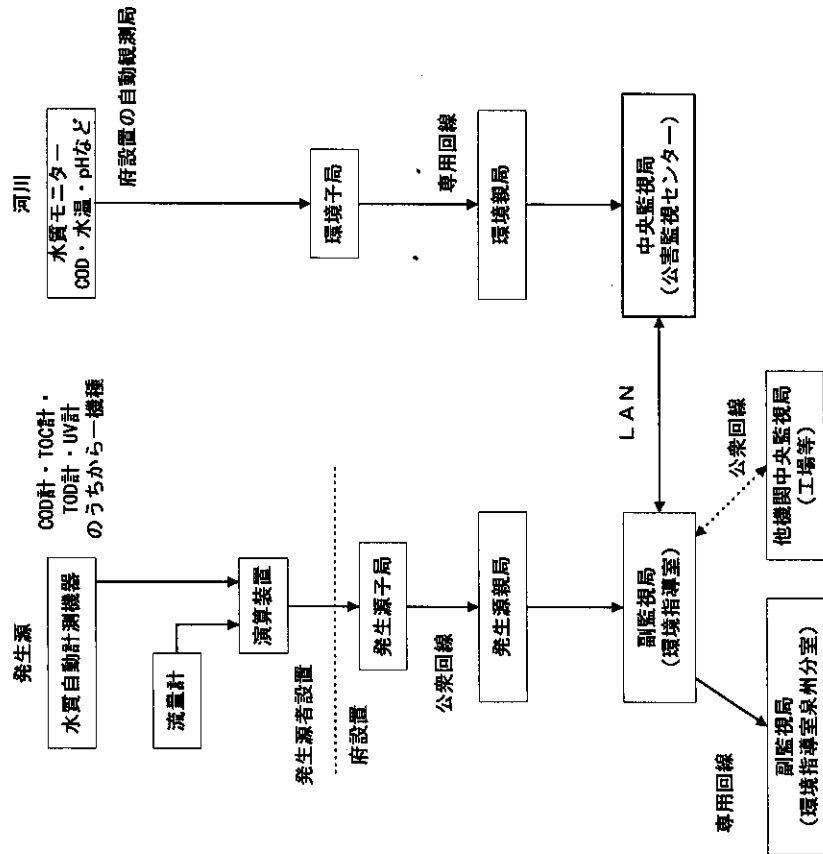 発生源
水質自動計測機器
COD計・TOC計・
TOD計・UV計
のうちから一機種
流量計
演算装置
発生源者設置
府設置
発生源子局
公衆回線
発生源親局
副監視局
(環境指導室)
専用回線
副監視局
(環境指導室泉州分室)
公衆回線
他機関中央監視局
(工場等)
LAN
河川
水質モニター
COD・水温・pHなど
府設置の自動観測局
環境子局
専用回線
環境親局
中央監視局
(公害監視センター)